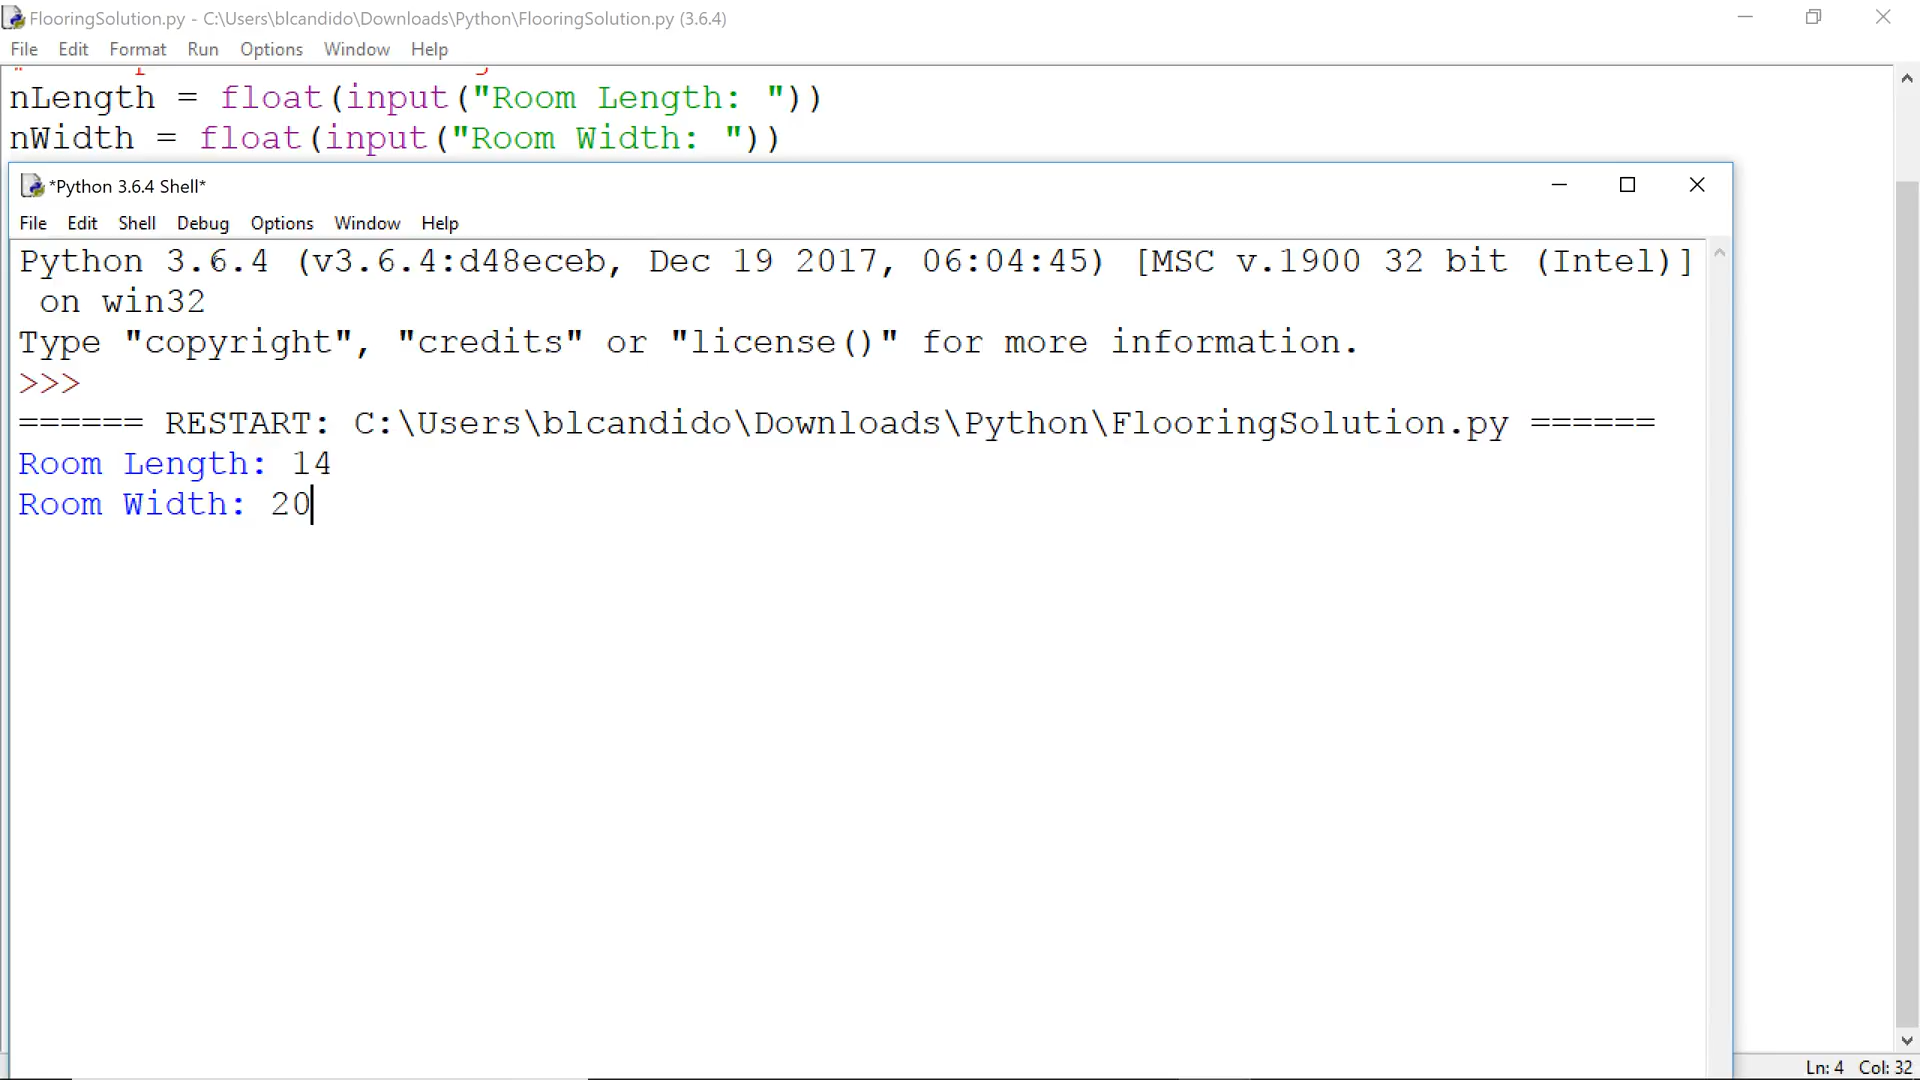 FlooringSolution.py - C:\Users\blcandido\Downloads\Python\FlooringSolution.py (3.6.4)
File Edit Format Run Options Window Help
nLength = float(input("Room Length: "))
nWidth = float(input("Room Width: "))
*Python 3.6.4 Shell*
File Edit Shell Debug Options Window Help
Python 3.6.4 (v3.6.4:d48eceb, Dec 19 2017, 06:04:45) [MSC v.1900 32 bit (Intel)]
on win32
Type "copyright", "credits" or "license()" for more information.
>>>
====== RESTART: C:\Users\blcandido\Downloads\Python\FlooringSolution.py ======
Room Length: 14
Room Width: 20
Ln: 4 Col: 32